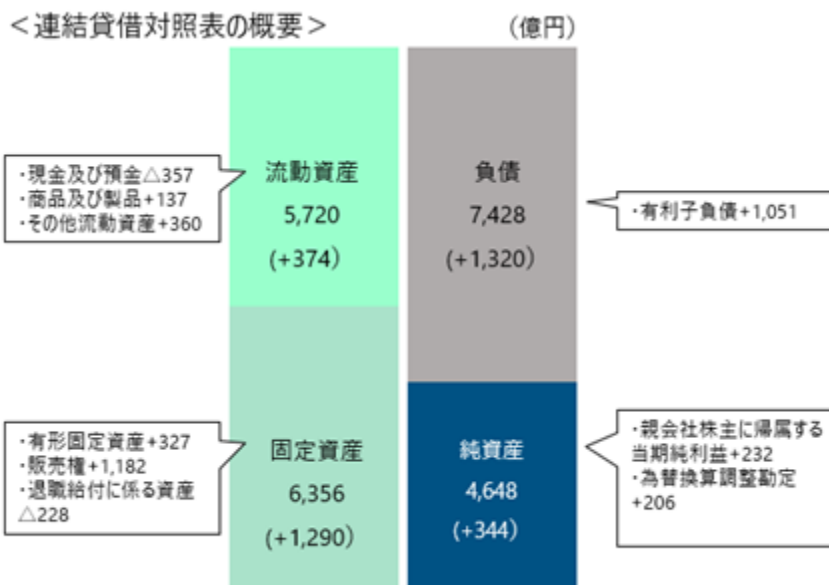 ＜連結貸借対照表の概要＞
（億円）
・現金及び預金△357
・商品及び製品+137
・その他流動資産+360
流動資産
5,720
(+374)
負債
7,428
(+1,320)
・有利子負債+1,051
・有形固定資産+327
・販売権+1,182
・退職給付に係る資産
△228
固定資産
6,356
(+1,290)
純資産
4,648
(+344)
・親会社株主に帰属する
当期純利益+232
・為替換算調整勘定
+206